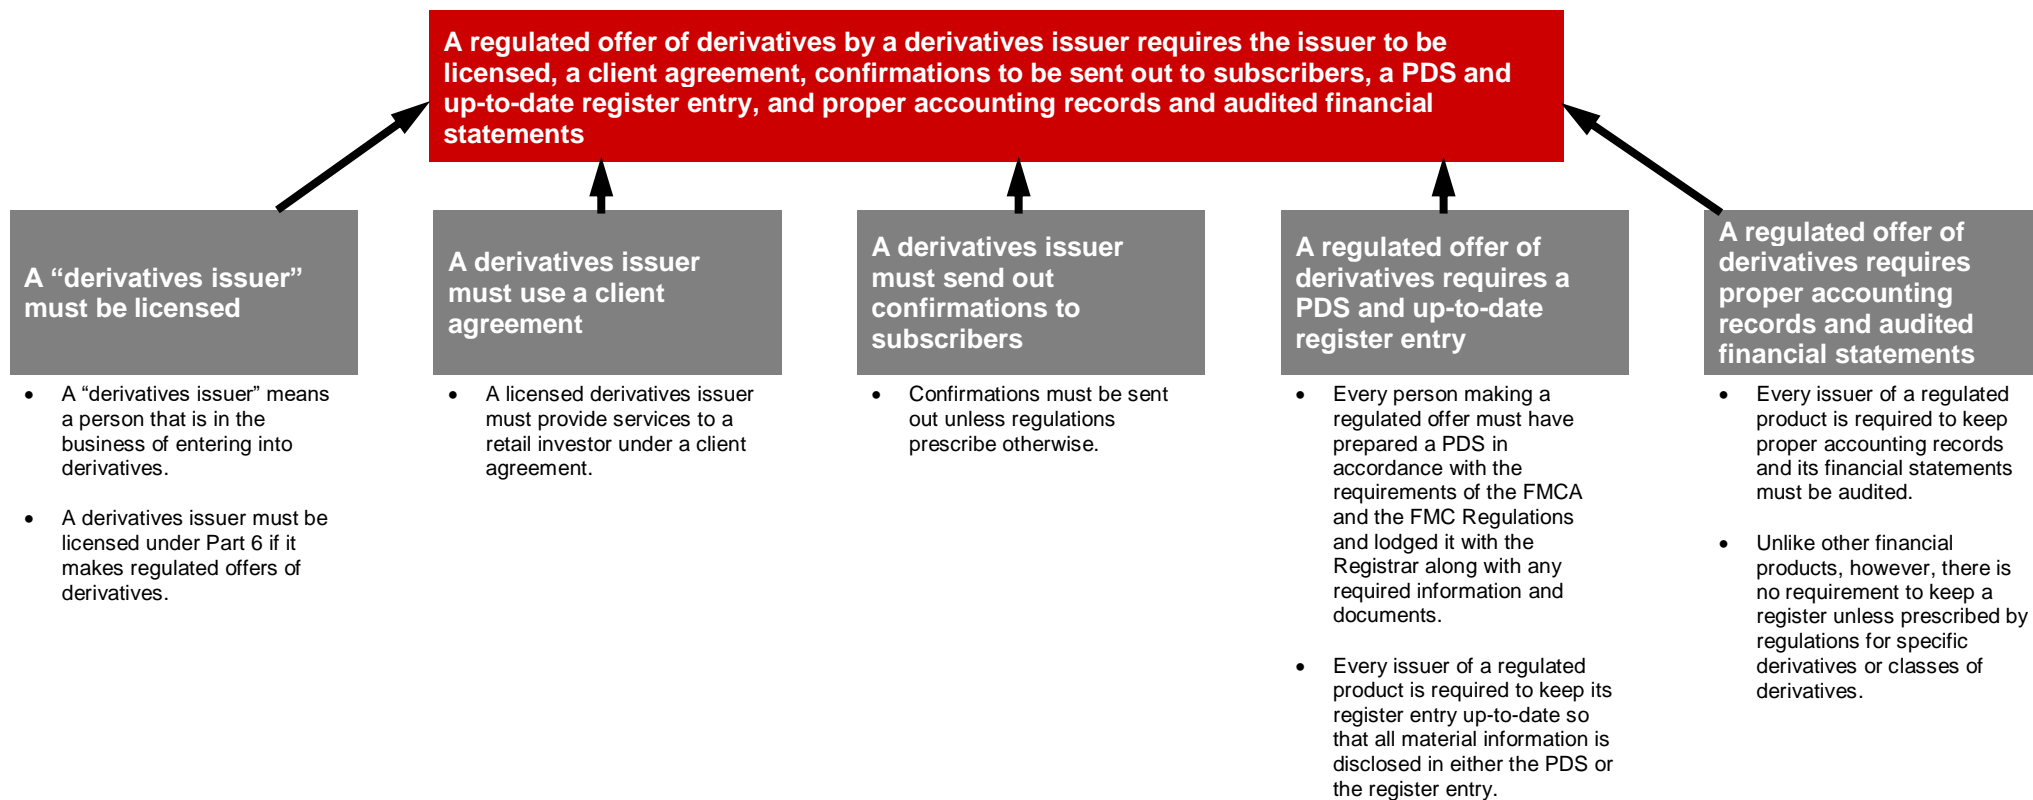 A regulated offer of derivatives by a derivatives issuer requires the issuer to be
licensed, a client agreement, confirmations to be sent out to subscribers, a PDS and
up-to-date register entry, and proper accounting records and audited financial
statements
A “derivatives issuer”
must be licensed
• A “derivatives issuer” means
a person that is in the
business of entering into
derivatives.
• A derivatives issuer must be
licensed under Part 6 if it
makes regulated offers of
derivatives.
A derivatives issuer
must use a client
agreement
• A licensed derivatives issuer
must provide services to a
retail investor under a client
agreement.
A derivatives issuer
must send out
confirmations to
subscribers
• Confirmations must be sent
out unless regulations
prescribe otherwise.
A regulated offer of
derivatives requires a
PDS and up-to-date
register entry
• Every person making a
regulated offer must have
prepared a PDS in
accordance with the
requirements of the FMCA
and the FMC Regulations
and lodged it with the
Registrar along with any
required information and
documents.
• Every issuer of a regulated
product is required to keep its
register entry up-to-date so
that all material information is
disclosed in either the PDS or
the register entry.
A regulated offer of
derivatives requires
proper accounting
records and audited
financial statements
• Every issuer of a regulated
product is required to keep
proper accounting records
and its financial statements
must be audited.
• Unlike other financial
products, however, there is
no requirement to keep a
register unless prescribed by
regulations for specific
derivatives or classes of
derivatives.